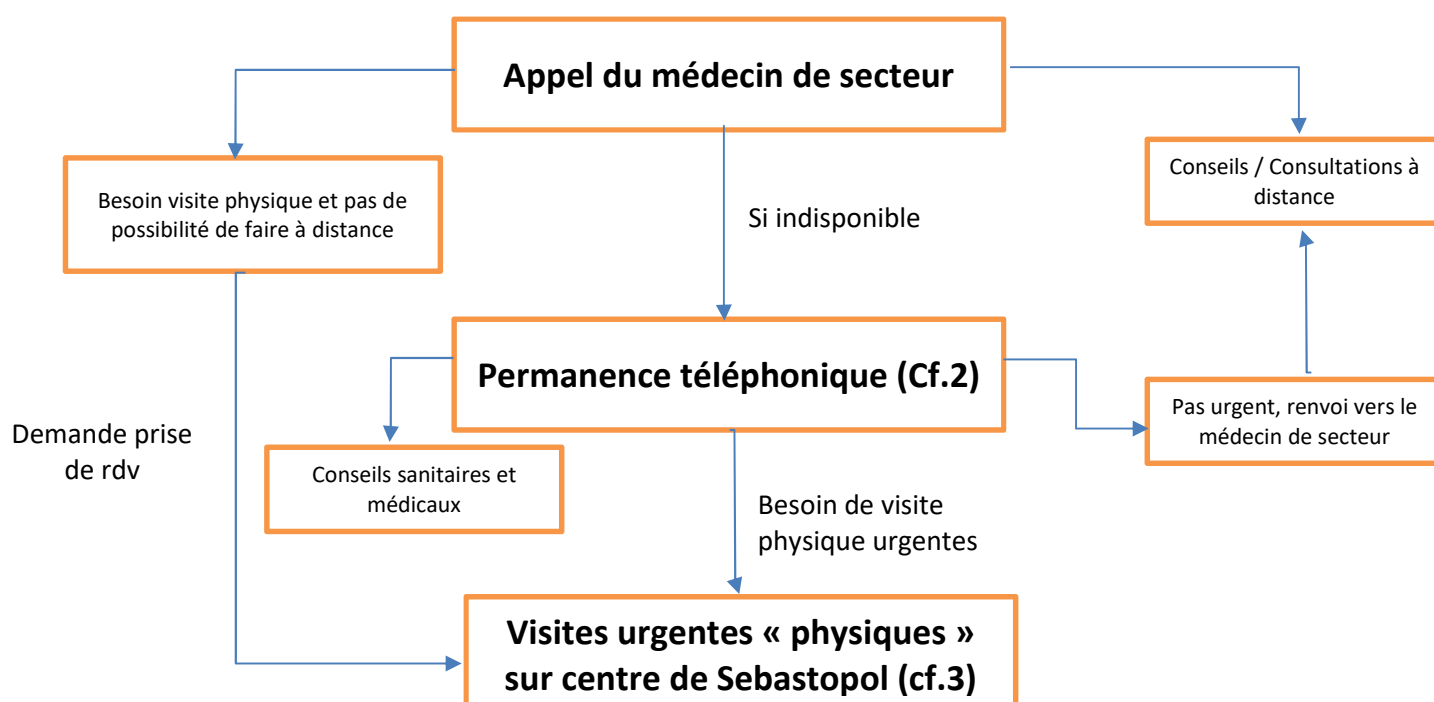 Appel du médecin de secteur
Besoin visite physique et pas de
possibilité de faire à distance
Si indisponible
Conseils / Consultations à
distance
Permanence téléphonique (Cf.2)
Demande prise
de rdv
Conseils sanitaires et
médicaux
Pas urgent, renvoi vers le
médecin de secteur
Besoin de visite
physique urgentes
Visites urgentes « physiques »
sur centre de Sebastopol (cf.3)